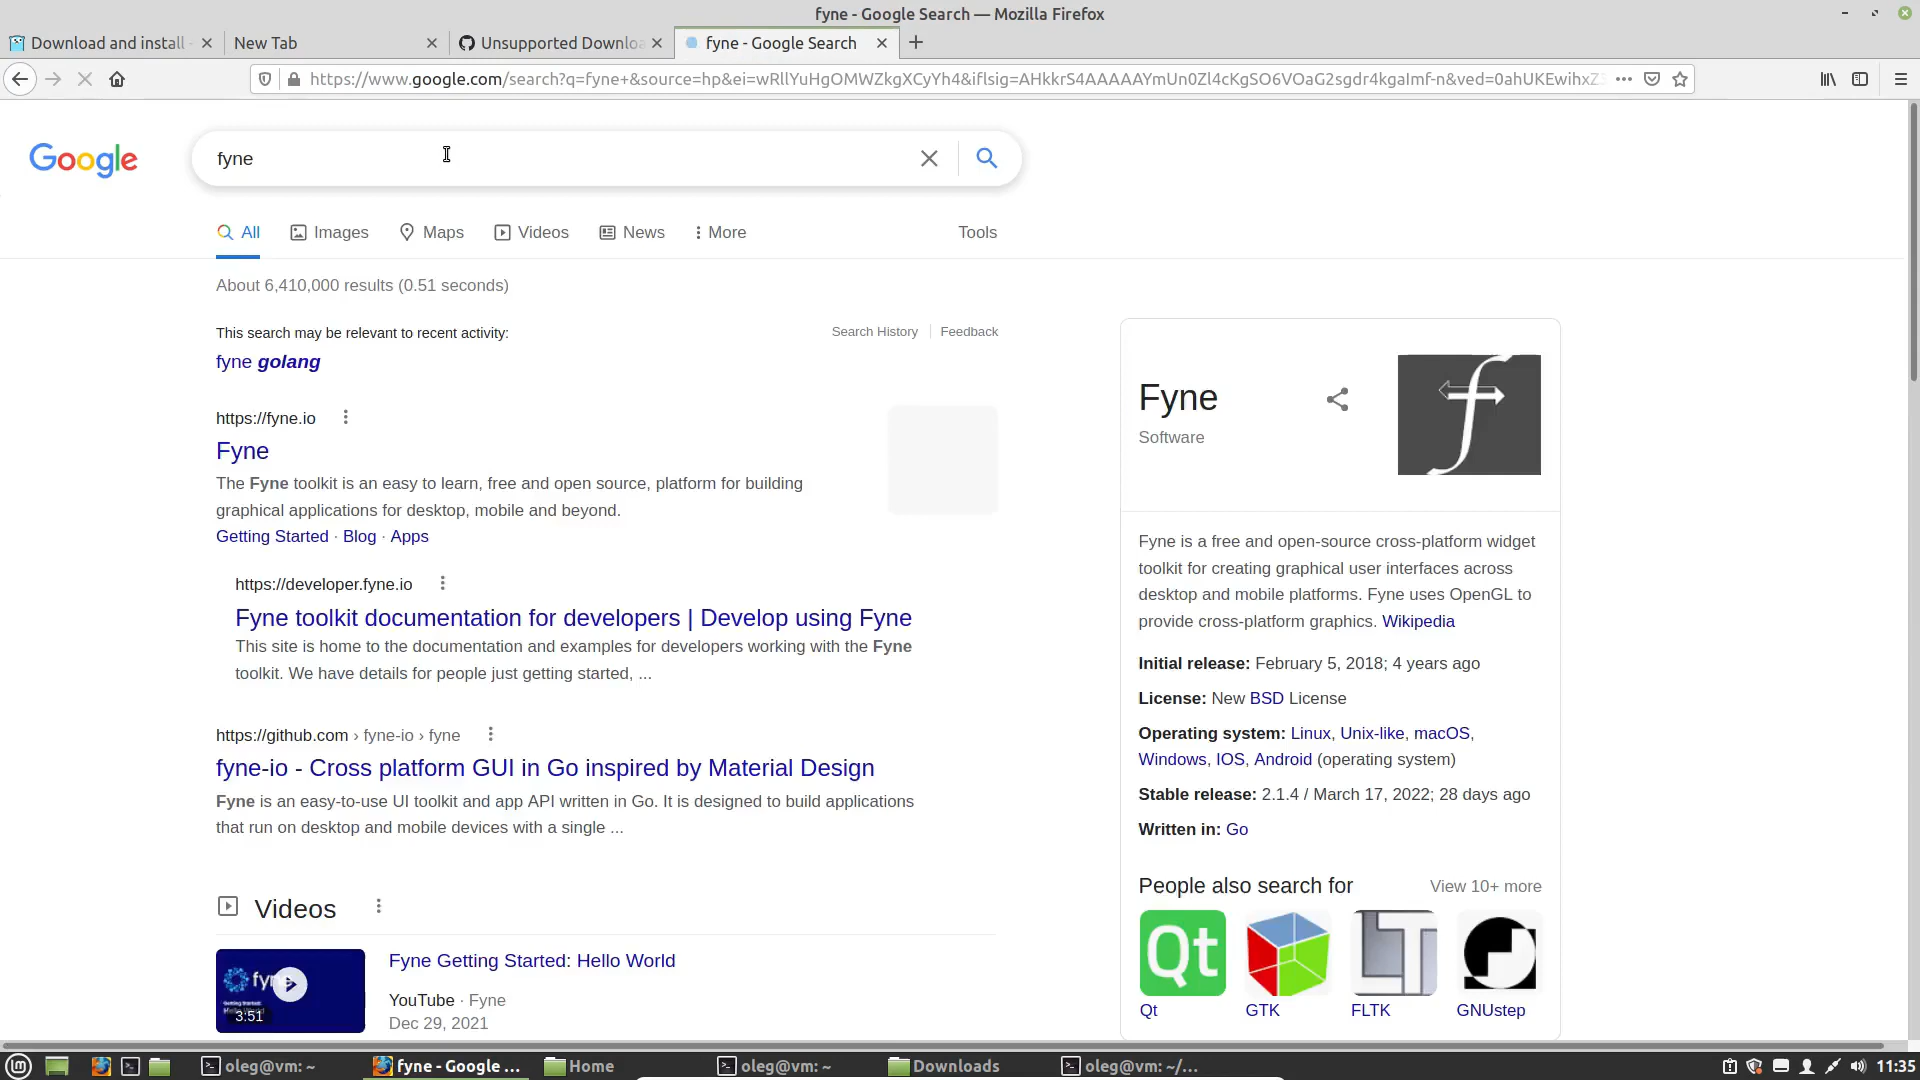 fyne - Google Search — Mozilla Firefox
Download and install -
New Tab
Unsupported Downloa
fyne - Google Search
https://www.google.com/search?q=fyne+&source=hp&ei=wRllYuHgOMWZkgXCyYh4&iflsig=AHkkrS4AAAAAYmUn0Zl4cKgSO6VOaG2sgdr4kgaImf-n&ved=0ahUKEwihxZ
Google
fyne
All
Images
Maps
Videos
News
More
Tools
About 6,410,000 results (0.51 seconds)
This search may be relevant to recent activity:
Search History
Feedback
fyne golang
https://fyne.io
Fyne
The Fyne toolkit is an easy to learn, free and open source, platform for building
graphical applications for desktop, mobile and beyond.
Getting Started · Blog · Apps
https://developer.fyne.io
Fyne toolkit documentation for developers | Develop using Fyne
This site is home to the documentation and examples for developers working with the Fyne
toolkit. We have details for people just getting started, ...
https://github.com › fyne-io › fyne
fyne-io - Cross platform GUI in Go inspired by Material Design
Fyne is an easy-to-use UI toolkit and app API written in Go. It is designed to build applications
that run on desktop and mobile devices with a single ...
Videos
fyne
3:51
Fyne Getting Started: Hello World
YouTube · Fyne
Dec 29, 2021
Fyne
Software
Fyne is a free and open-source cross-platform widget
toolkit for creating graphical user interfaces across
desktop and mobile platforms. Fyne uses OpenGL to
provide cross-platform graphics. Wikipedia
Initial release: February 5, 2018; 4 years ago
License: New BSD License
Operating system: Linux, Unix-like, macOS,
Windows, IOS, Android (operating system)
Stable release: 2.1.4 / March 17, 2022; 28 days ago
Written in: Go
People also search for
View 10+ more
Qt
Qt
GTK
FLTK
GNUstep
oleg@vm: ~
fyne - Google ...
Home
oleg@vm: ~
Downloads
oleg@vm: ~/...
11:35